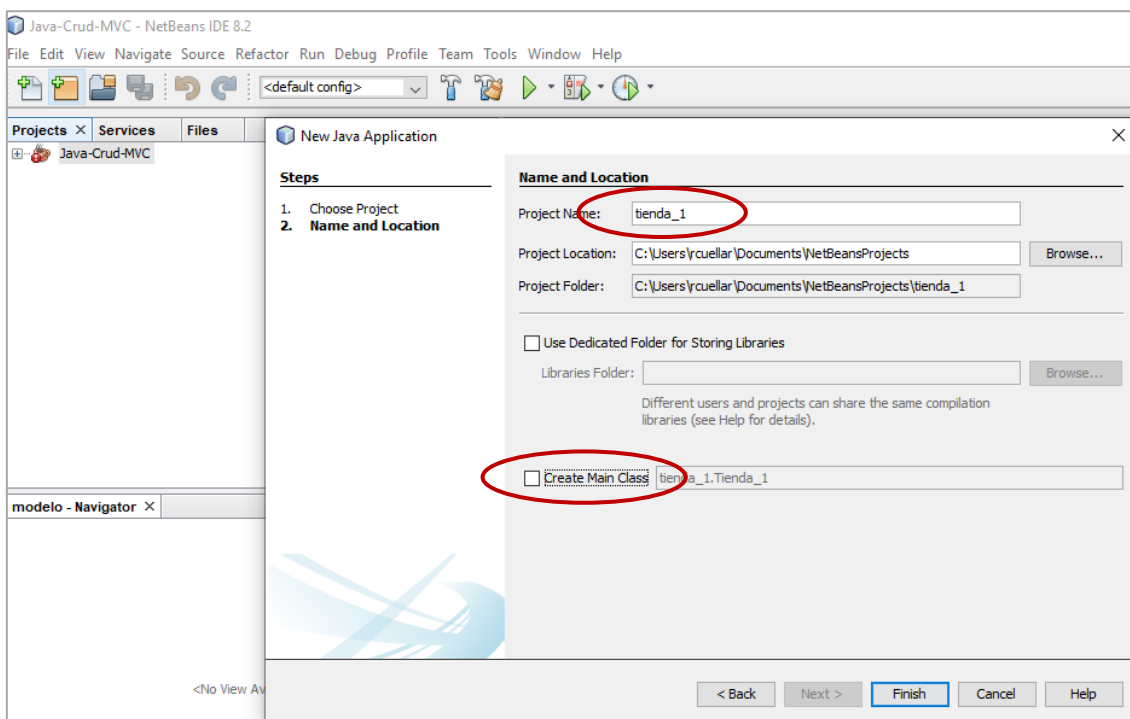 Java-Crud-MVC - NetBeans IDE 8.2
File Edit View Navigate Source Refactor Run Debug Profile Team Tools Window Help
<default config>
Projects Services Files
Java-Crud-MVC
New Java Application
Steps
1. Choose Project
2. Name and Location
Name and Location
Project Name: tienda_1
Project Location: C:\Users\rcuellar\Documents\NetBeansProjects Browse...
Project Folder: C:\Users\rcuellar\Documents\NetBeansProjects\tienda_1
Use Dedicated Folder for Storing Libraries
Libraries Folder: Browse...
Different users and projects can share the same compilation
libraries (see Help for details).
Create Main Class tienda_1.Tienda_1
modelo - Navigator
<No View Av
< Back Next > Finish Cancel Help